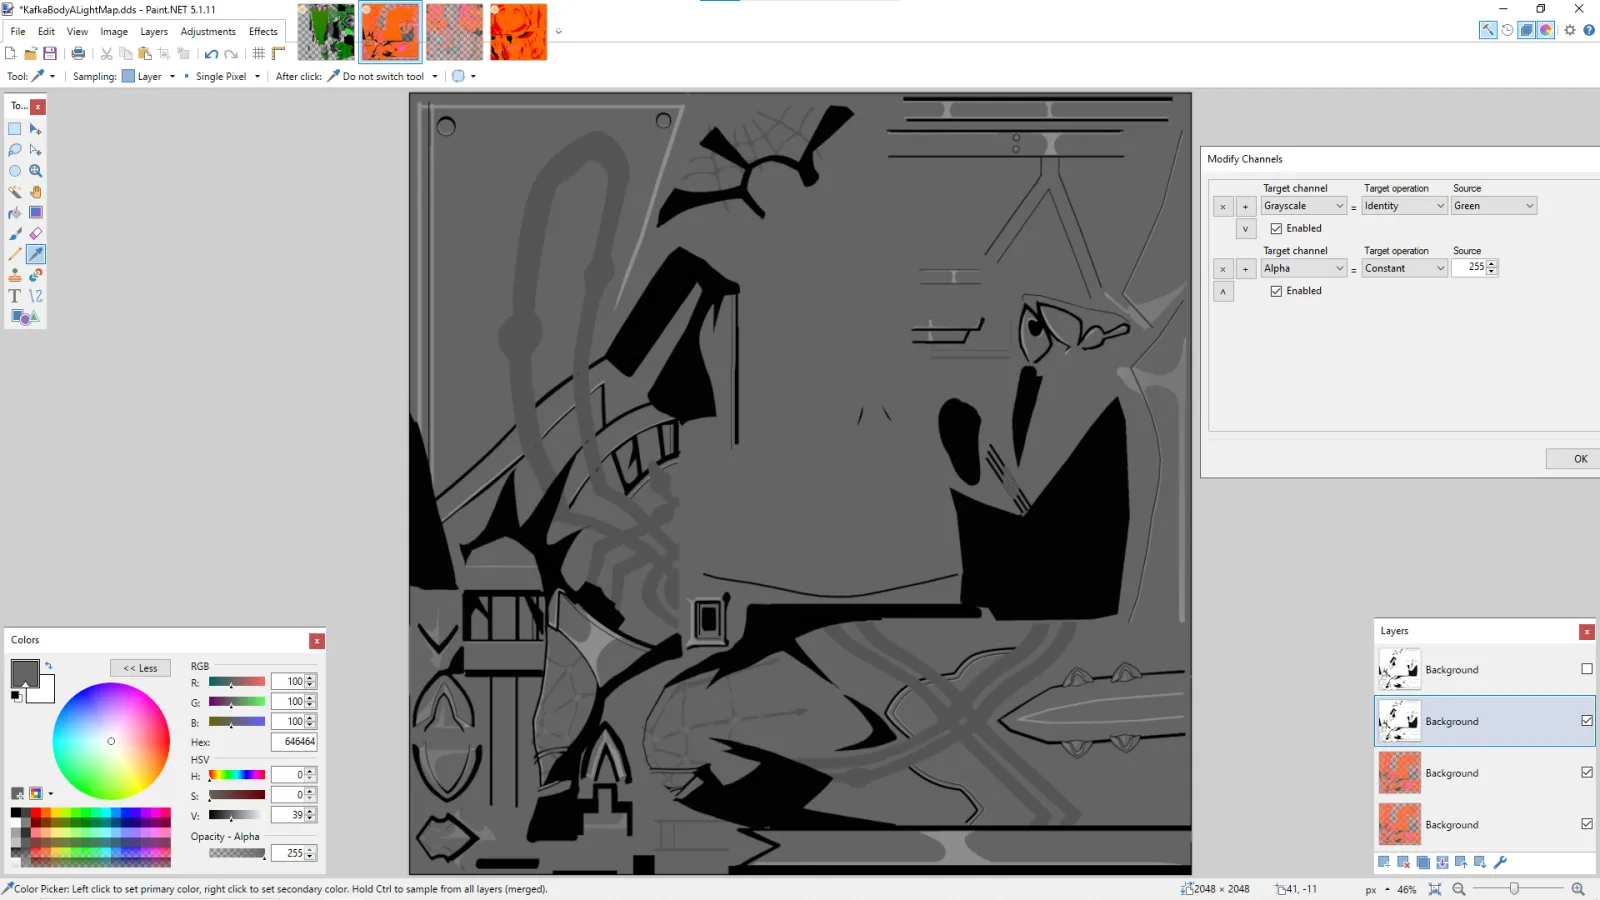 *KafkaBodyALightMap.dds - Paint.NET 5.1.11
File Edit View Image Layers Adjustments Effects
Tool: Sampling: Layer Single Pixel After click: Do not switch tool
To...
Modify Channels
Target channel Target operation Source
x + Grayscale = Identity Green
v Enabled
Target channel Target operation Source
x + Alpha = Constant 255
ʌ Enabled
OK
Colors
<< Less
RGB
R: 100
G: 100
B: 100
Hex: 646464
HSV
H: 0
S: 0
V: 39
Opacity - Alpha
255
Layers
Background
Background
Background
Background
Color Picker: Left click to set primary color, right click to set secondary color. Hold Ctrl to sample from all layers (merged).
2048 × 2048 41, -11 px 46%